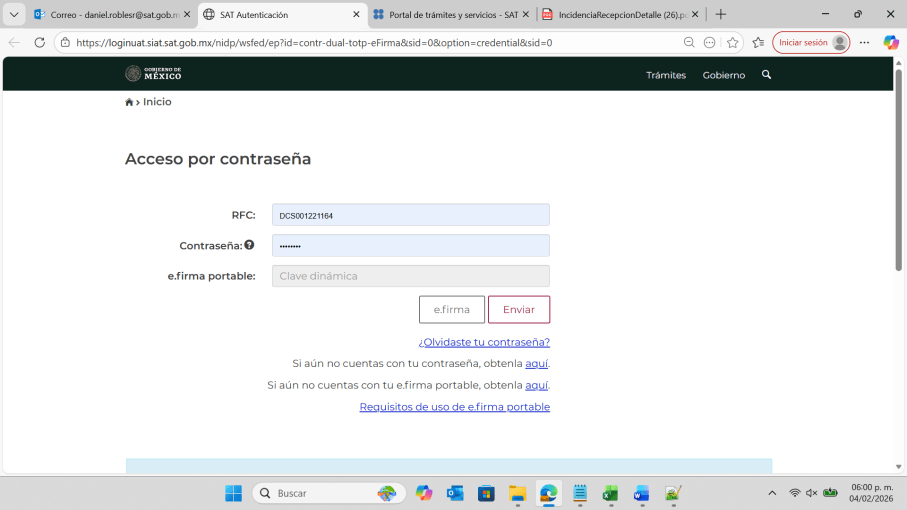 Correo - daniel.roblesr@sat.gob.m
SAT Autenticación
Portal de trámites y servicios - SAT
IncidenciaRecepcionDetalle (26).p
https://loginuat.siat.sat.gob.mx/nidp/wsfed/ep?id=contr-dual-totp-eFirma&sid=0&option=credential&sid=0
Iniciar sesión
GOBIERNO DE
MÉXICO
Trámites
Gobierno
> Inicio
Acceso por contraseña
RFC:
DCS001221164
Contraseña:
••••••••
e.firma portable:
Clave dinámica
e.firma
Enviar
¿Olvidaste tu contraseña?
Si aún no cuentas con tu contraseña, obtenla aquí.
Si aún no cuentas con tu e.firma portable, obtenla aquí.
Requisitos de uso de e.firma portable
Buscar
06:00 p. m.
04/02/2026